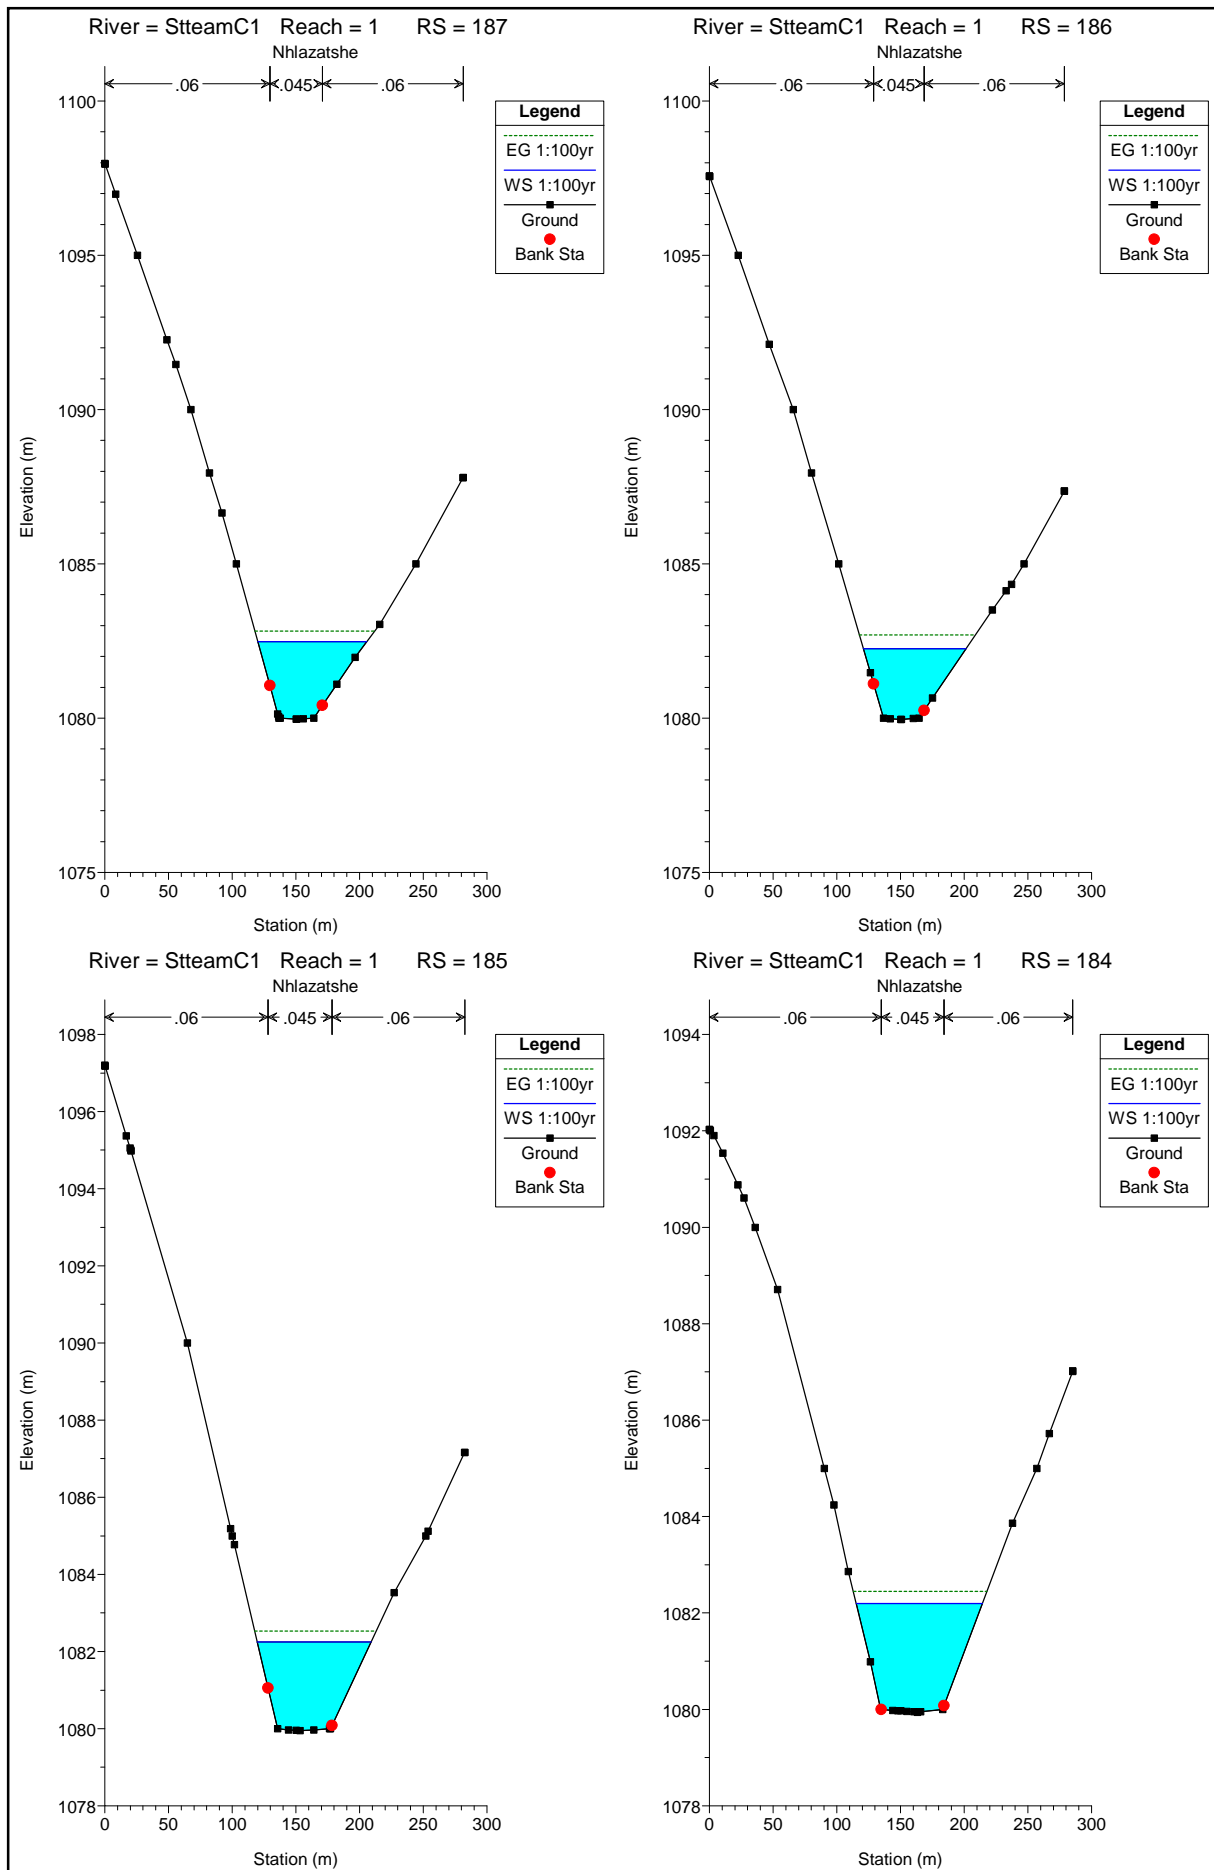 River = StteamC1 Reach = 1 RS = 187
Nhlazatshe
.06 .045 .06
1100
1095
1090
1085
1080
1075
Elevation (m)
0 50 100 150 200 250 300
Station (m)
Legend
EG 1:100yr
WS 1:100yr
Ground
Bank Sta
River = StteamC1 Reach = 1 RS = 186
Nhlazatshe
.06 .045 .06
1100
1095
1090
1085
1080
1075
Elevation (m)
0 50 100 150 200 250 300
Station (m)
Legend
EG 1:100yr
WS 1:100yr
Ground
Bank Sta
River = StteamC1 Reach = 1 RS = 185
Nhlazatshe
.06 .045 .06
1098
1096
1094
1092
1090
1088
1086
1084
1082
1080
1078
Elevation (m)
0 50 100 150 200 250 300
Station (m)
Legend
EG 1:100yr
WS 1:100yr
Ground
Bank Sta
River = StteamC1 Reach = 1 RS = 184
Nhlazatshe
.06 .045 .06
1094
1092
1090
1088
1086
1084
1082
1080
1078
Elevation (m)
0 50 100 150 200 250 300
Station (m)
Legend
EG 1:100yr
WS 1:100yr
Ground
Bank Sta